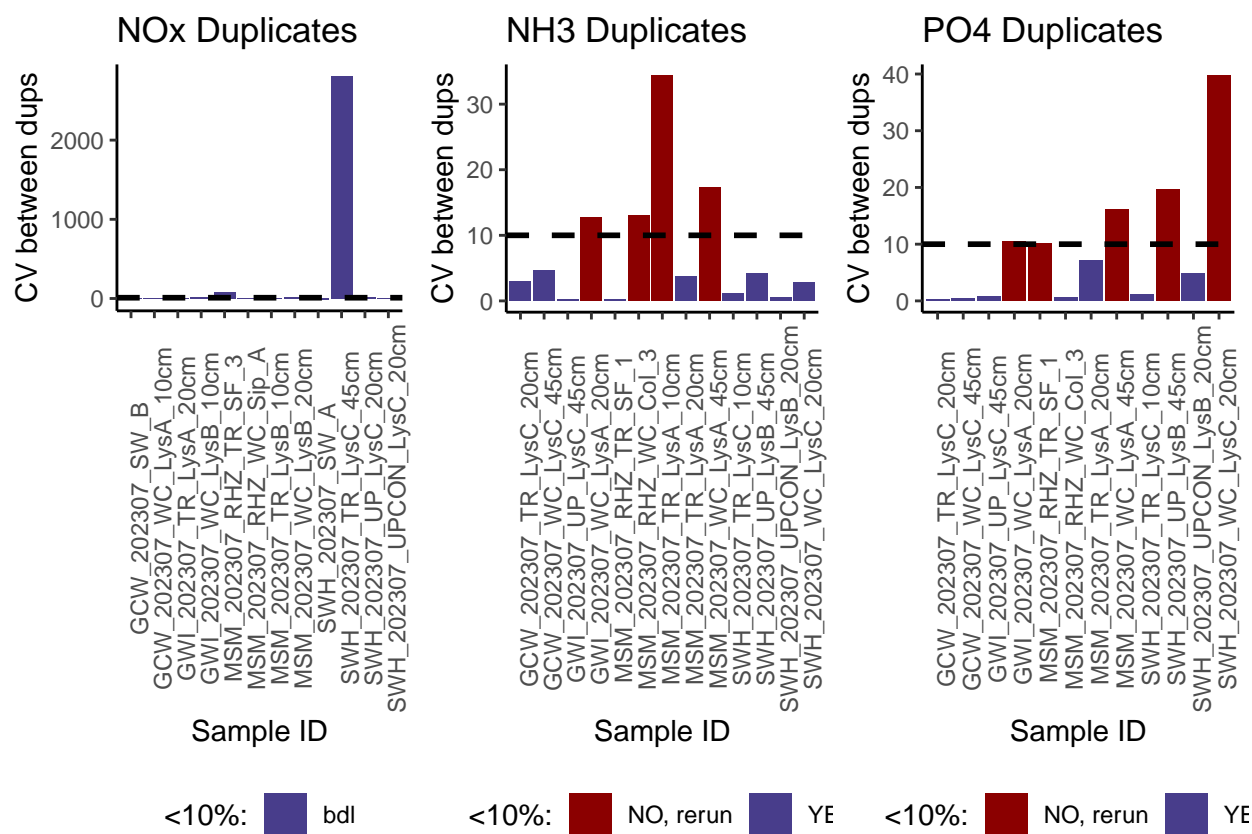 NOx Duplicates
NH3 Duplicates
PO4 Duplicates
CV between dups
2000
1000
0
CV between dups
30
20
10
0
CV between dups
40
30
20
10
0
GCW_202307_SW_B
GCW_202307_WC_LysA_10cm
GWI_202307_TR_LysA_20cm
GWI_202307_WC_LysB_10cm
MSM_202307_RHZ_TR_SF_3
MSM_202307_RHZ_WC_Sip_A
MSM_202307_TR_LysB_10cm
MSM_202307_WC_LysB_20cm
SWH_202307_SW_A
SWH_202307_TR_LysC_45cm
SWH_202307_UP_LysC_20cm
SWH_202307_UPCON_LysC_20cm
GCW_202307_TR_LysC_20cm
GWI_202307_UP_LysC_45cm
GWI_202307_WC_LysA_20cm
MSM_202307_RHZ_TR_SF_1
MSM_202307_RHZ_WC_Col_3
MSM_202307_TR_LysA_10cm
MSM_202307_TR_LysA_20cm
MSM_202307_WC_LysA_45cm
SWH_202307_TR_LysC_10cm
SWH_202307_UP_LysB_45cm
SWH_202307_UPCON_LysB_20cm
SWH_202307_WC_LysC_20cm
GCW_202307_TR_LysC_20cm
GWI_202307_UP_LysC_45cm
GWI_202307_WC_LysA_20cm
MSM_202307_RHZ_TR_SF_1
MSM_202307_RHZ_WC_Col_3
MSM_202307_TR_LysA_20cm
MSM_202307_WC_LysA_45cm
SWH_202307_TR_LysC_10cm
SWH_202307_UP_LysB_45cm
SWH_202307_UPCON_LysB_20cm
SWH_202307_WC_LysC_20cm
Sample ID
Sample ID
Sample ID
<10%: bdl
<10%: NO, rerun YE
<10%: NO, rerun YE